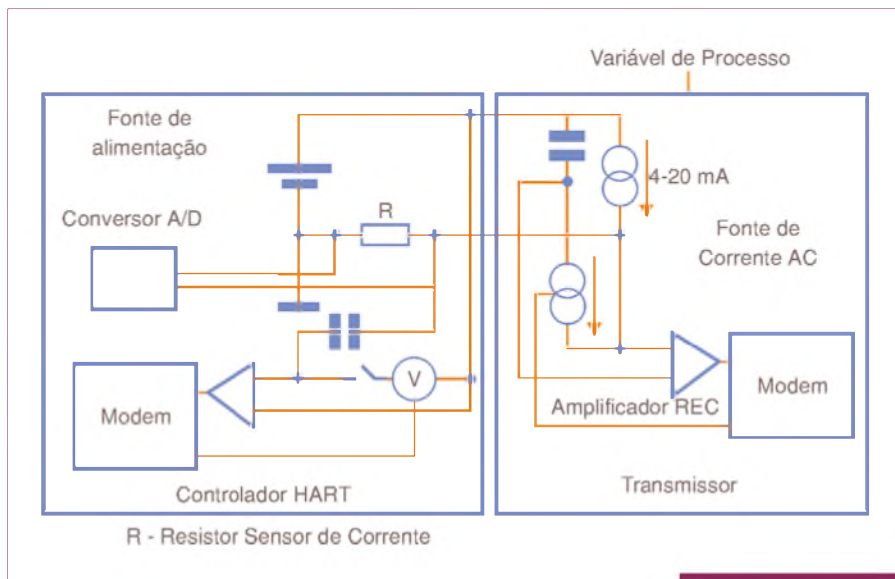 Variável de Processo
Fonte de
alimentação
R
4-20 mA
Conversor A/D
Fonte de
Corrente AC
V
Modem
Amplificador REC
Modem
Controlador HART
Transmissor
R - Resistor Sensor de Corrente